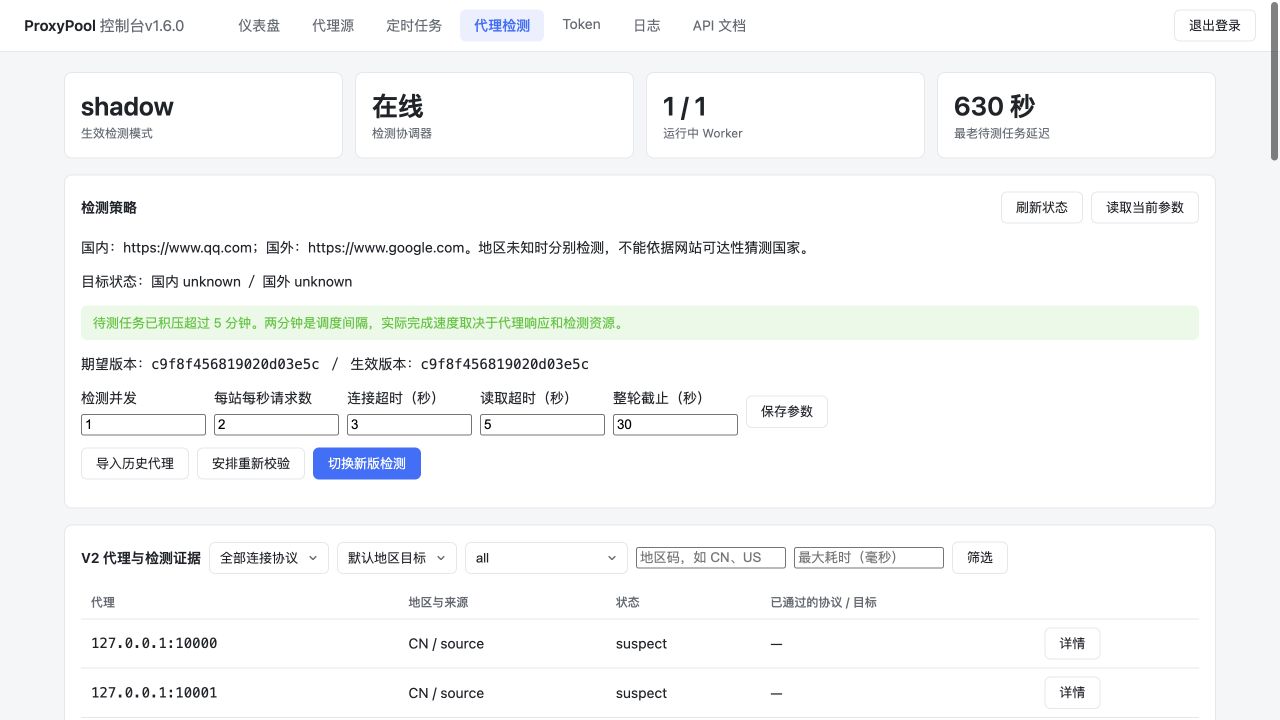 ProxyPool 控制台v1.6.0 仪表盘 代理源 定时任务 代理检测 Token 日志 API 文档 退出登录
shadow 在线 1 / 1 630 秒
生效检测模式 检测协调器 运行中 Worker 最老待测任务延迟
检测策略 刷新状态 读取当前参数
国内：https://www.qq.com；国外：https://www.google.com。地区未知时分别检测，不能依据网站可达性猜测国家。
目标状态：国内 unknown / 国外 unknown
待测任务已积压超过 5 分钟。两分钟是调度间隔，实际完成速度取决于代理响应和检测资源。
期望版本：c9f8f456819020d03e5c / 生效版本：c9f8f456819020d03e5c
检测并发 每站每秒请求数 连接超时（秒） 读取超时（秒） 整轮截止（秒）
1 2 3 5 30 保存参数
导入历史代理 安排重新校验 切换新版检测
V2 代理与检测证据 全部连接协议 默认地区目标 all 地区码，如 CN、US 最大耗时（毫秒） 筛选
代理 地区与来源 状态 已通过的协议 / 目标
127.0.0.1:10000 CN / source suspect — 详情
127.0.0.1:10001 CN / source suspect — 详情